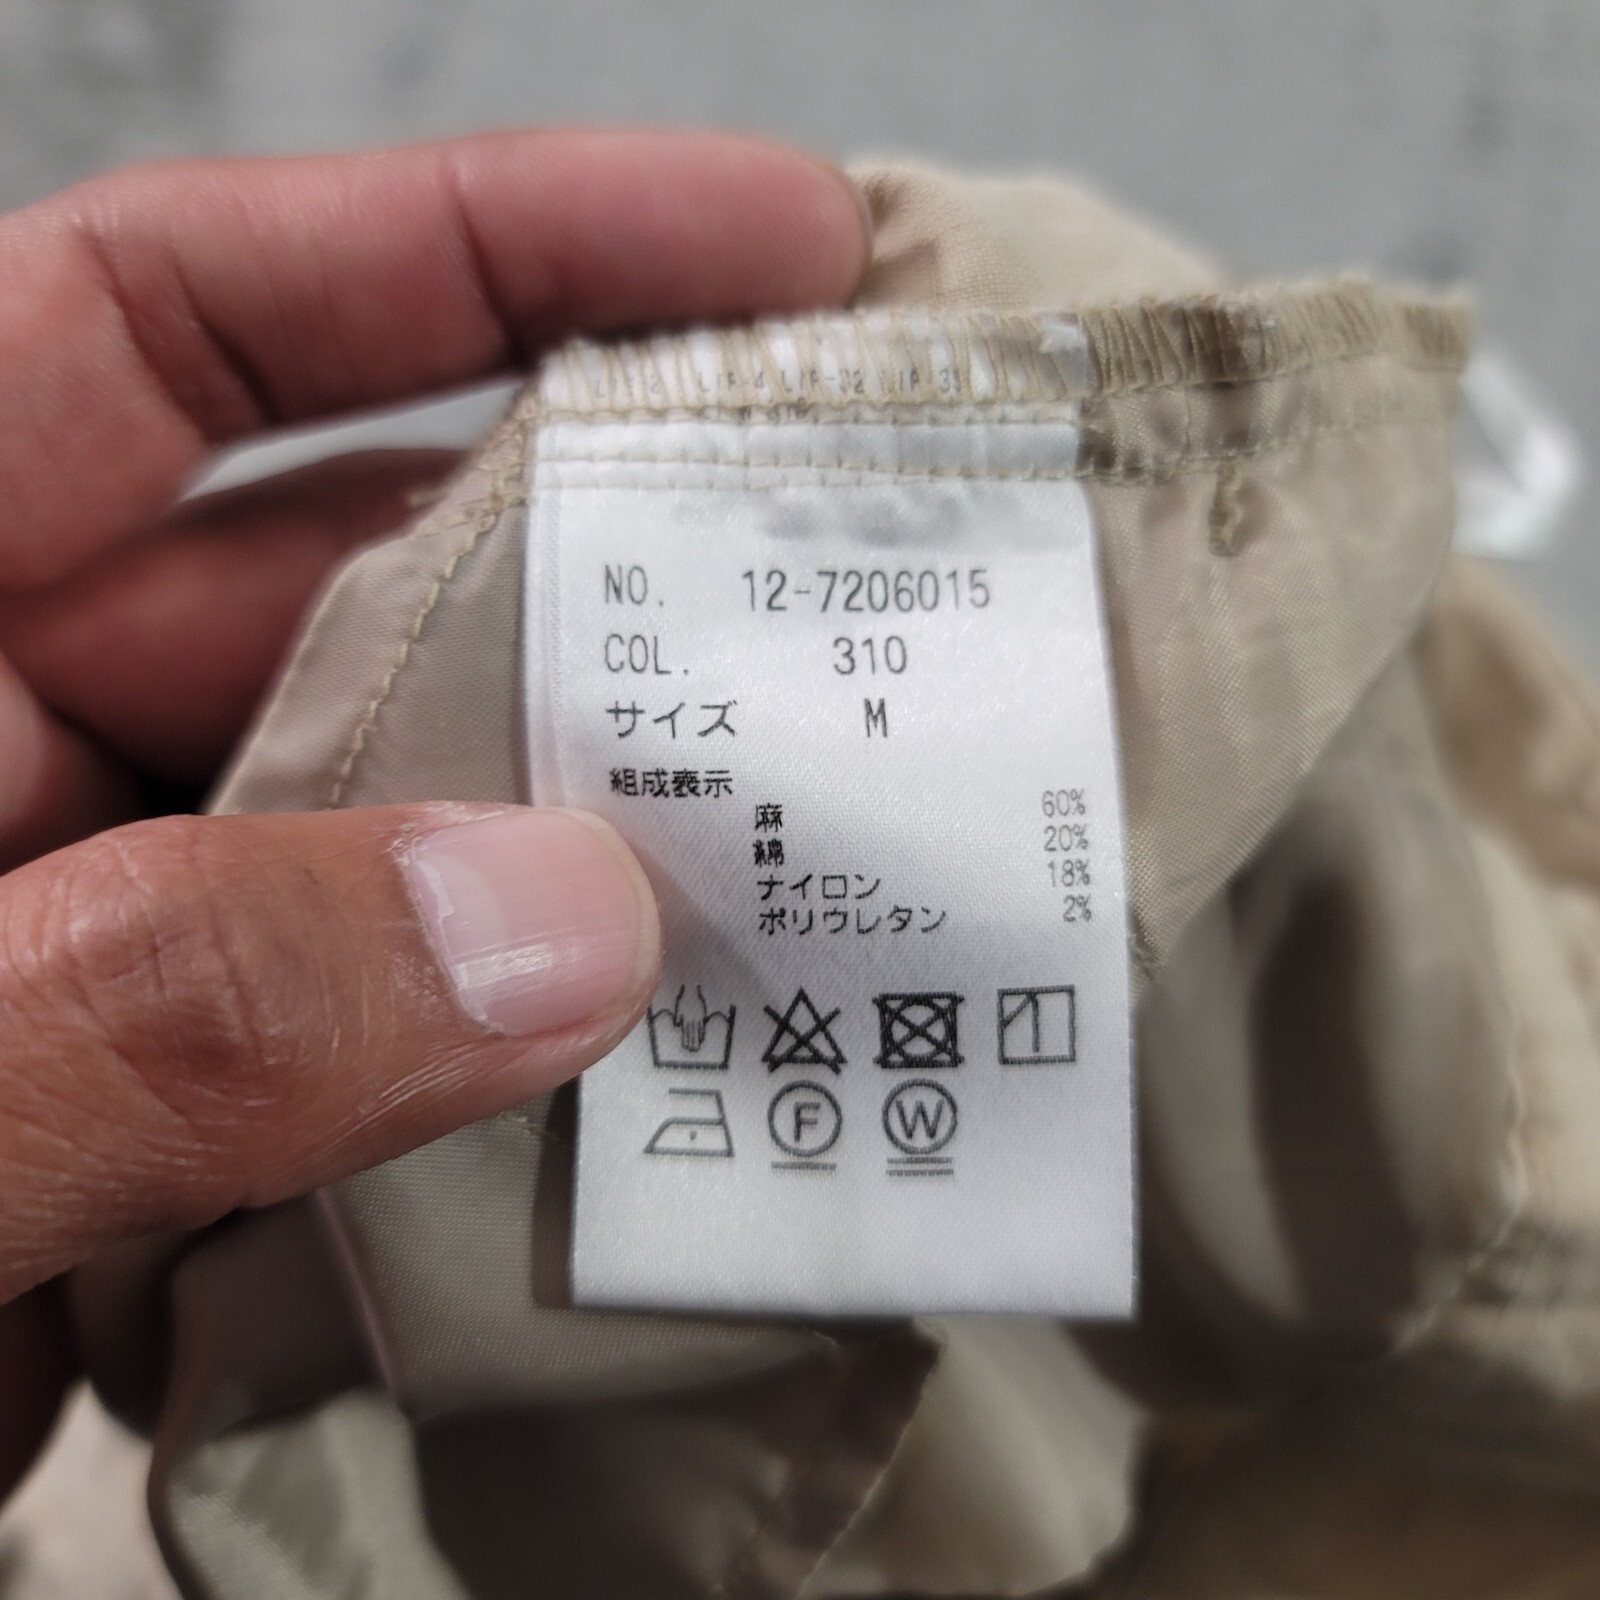 NO. 12-7206015
COL. 310
サイズ M
組成表示
麻 60%
綿 20%
ナイロン 18%
ポリウレタン 2%
F
W